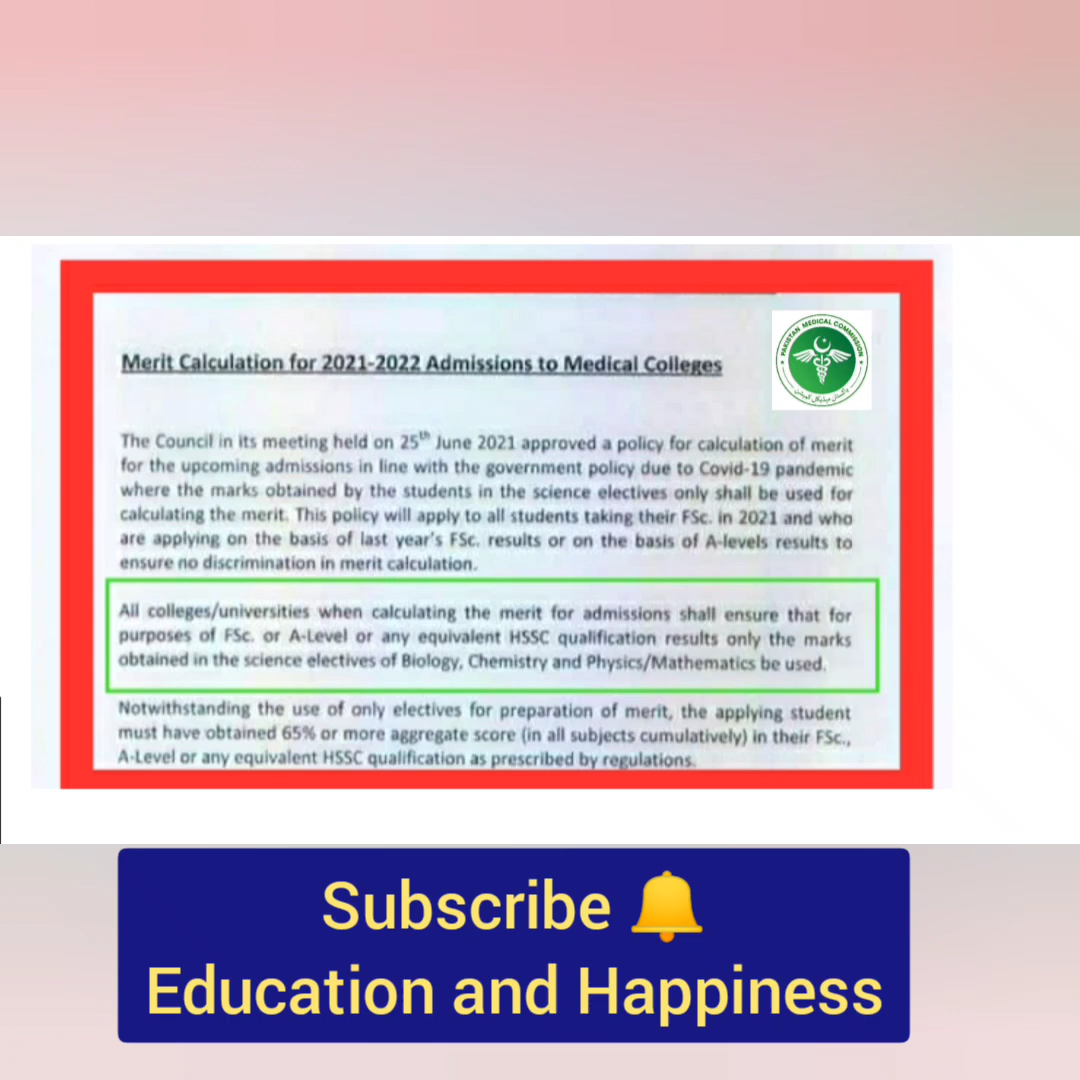 Merit Calculation for 2021-2022 Admissions to Medical Colleges
PAKISTAN MEDICAL COMMISSION
پاکستان میڈیکل کمیشن
The Council in its meeting held on 25th June 2021 approved a policy for calculation of merit
for the upcoming admissions in line with the government policy due to Covid-19 pandemic
where the marks obtained by the students in the science electives only shall be used for
calculating the merit. This policy will apply to all students taking their FSc. in 2021 and who
are applying on the basis of last year's FSc. results or on the basis of A-levels results to
ensure no discrimination in merit calculation.
All colleges/universities when calculating the merit for admissions shall ensure that for
purposes of FSc. or A-Level or any equivalent HSSC qualification results only the marks
obtained in the science electives of Biology, Chemistry and Physics/Mathematics be used.
Notwithstanding the use of only electives for preparation of merit, the applying student
must have obtained 65% or more aggregate score (in all subjects cumulatively) in their FSc.,
A-Level or any equivalent HSSC qualification as prescribed by regulations.
Subscribe 🔔
Education and Happiness